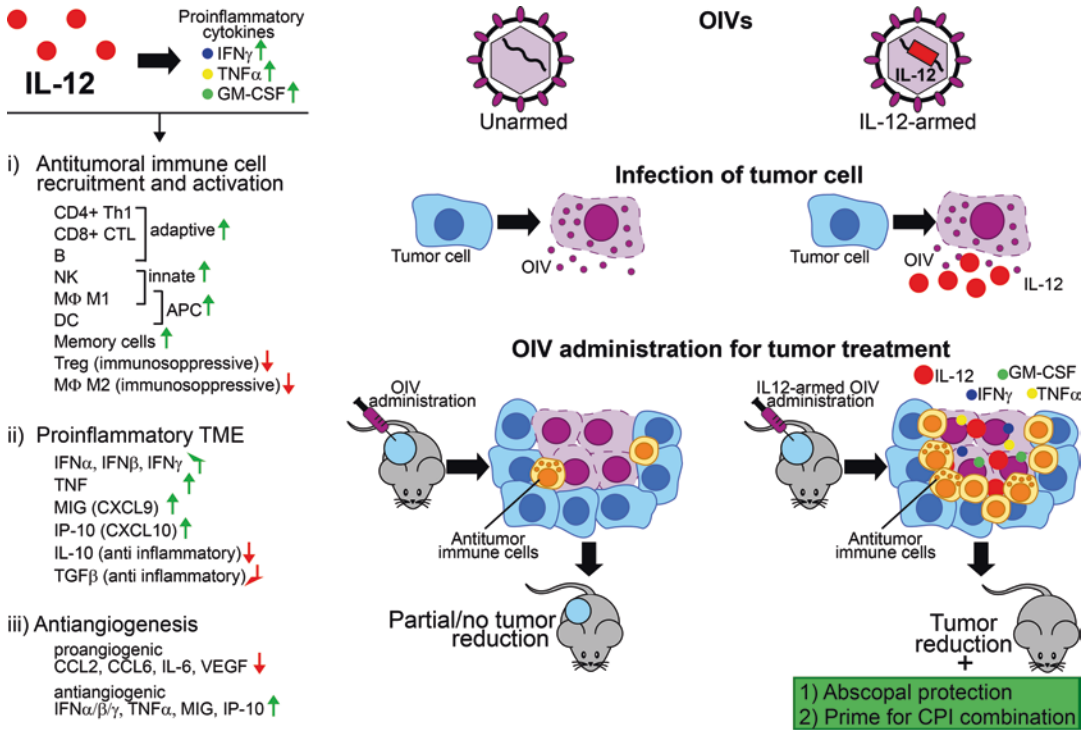 IL-12
Proinflammatory
cytokines
IFNγ
TNFα
GM-CSF
i) Antitumoral immune cell
recruitment and activation
CD4+ Th1
CD8+ CTL
B
adaptive
NK
innate
MΦ M1
APC
DC
Memory cells
Treg (immunosoppressive)
MΦ M2 (immunosoppressive)
ii) Proinflammatory TME
IFNα, IFNβ, IFNγ
TNF
MIG (CXCL9)
IP-10 (CXCL10)
IL-10 (anti inflammatory)
TGFβ (anti inflammatory)
iii) Antiangiogenesis
proangiogenic
CCL2, CCL6, IL-6, VEGF
antiangiogenic
IFNα/β/γ, TNFα, MIG, IP-10
OIVs
IL-12
Unarmed
IL-12-armed
Infection of tumor cell
Tumor cell
OIV
Tumor cell
OIV
IL-12
OIV administration for tumor treatment
OIV
administration
Antitumor
immune cells
Partial/no tumor
reduction
IL12-armed OIV
administration
IL-12
GM-CSF
IFNγ
TNFα
Antitumor
immune cells
Tumor
reduction
+
1) Abscopal protection
2) Prime for CPI combination